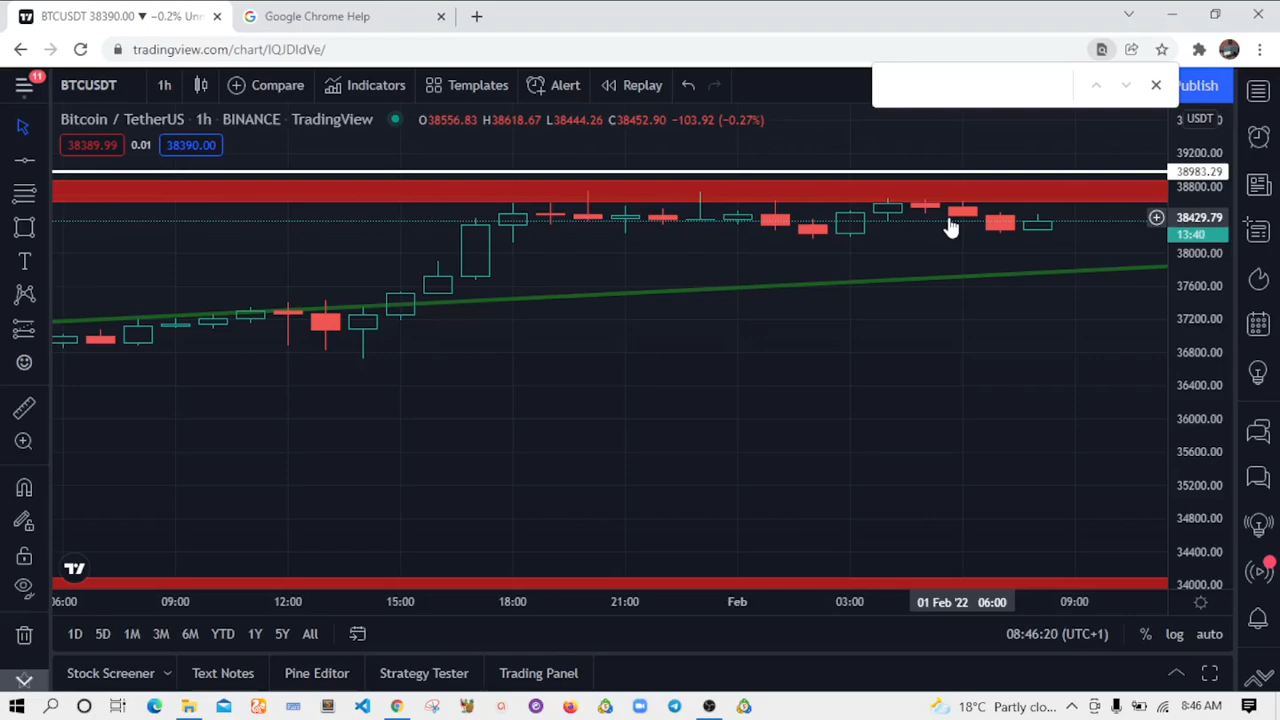 BTCUSDT 38390.00 ▼ −0.2% Unn
Google Chrome Help
tradingview.com/chart/IQJDIdVe/
11
BTCUSDT 1h Compare Indicators Templates Alert Replay Publish
Bitcoin / TetherUS 1h BINANCE TradingView O38556.83 H38618.67 L38444.26 C38452.90 −103.92 (−0.27%)
USDT
38389.99 0.01 38390.00
39200.00
38983.29
38800.00
38429.79
13:40
38000.00
37600.00
37200.00
36800.00
36400.00
36000.00
35600.00
35200.00
34800.00
34400.00
34000.00
06:00 09:00 12:00 15:00 18:00 21:00 Feb 03:00 01 Feb '22 06:00 09:00
1D 5D 1M 3M 6M YTD 1Y 5Y All 08:46:20 (UTC+1) % log auto
Stock Screener Text Notes Pine Editor Strategy Tester Trading Panel
18°C Partly clo... 8:46 AM